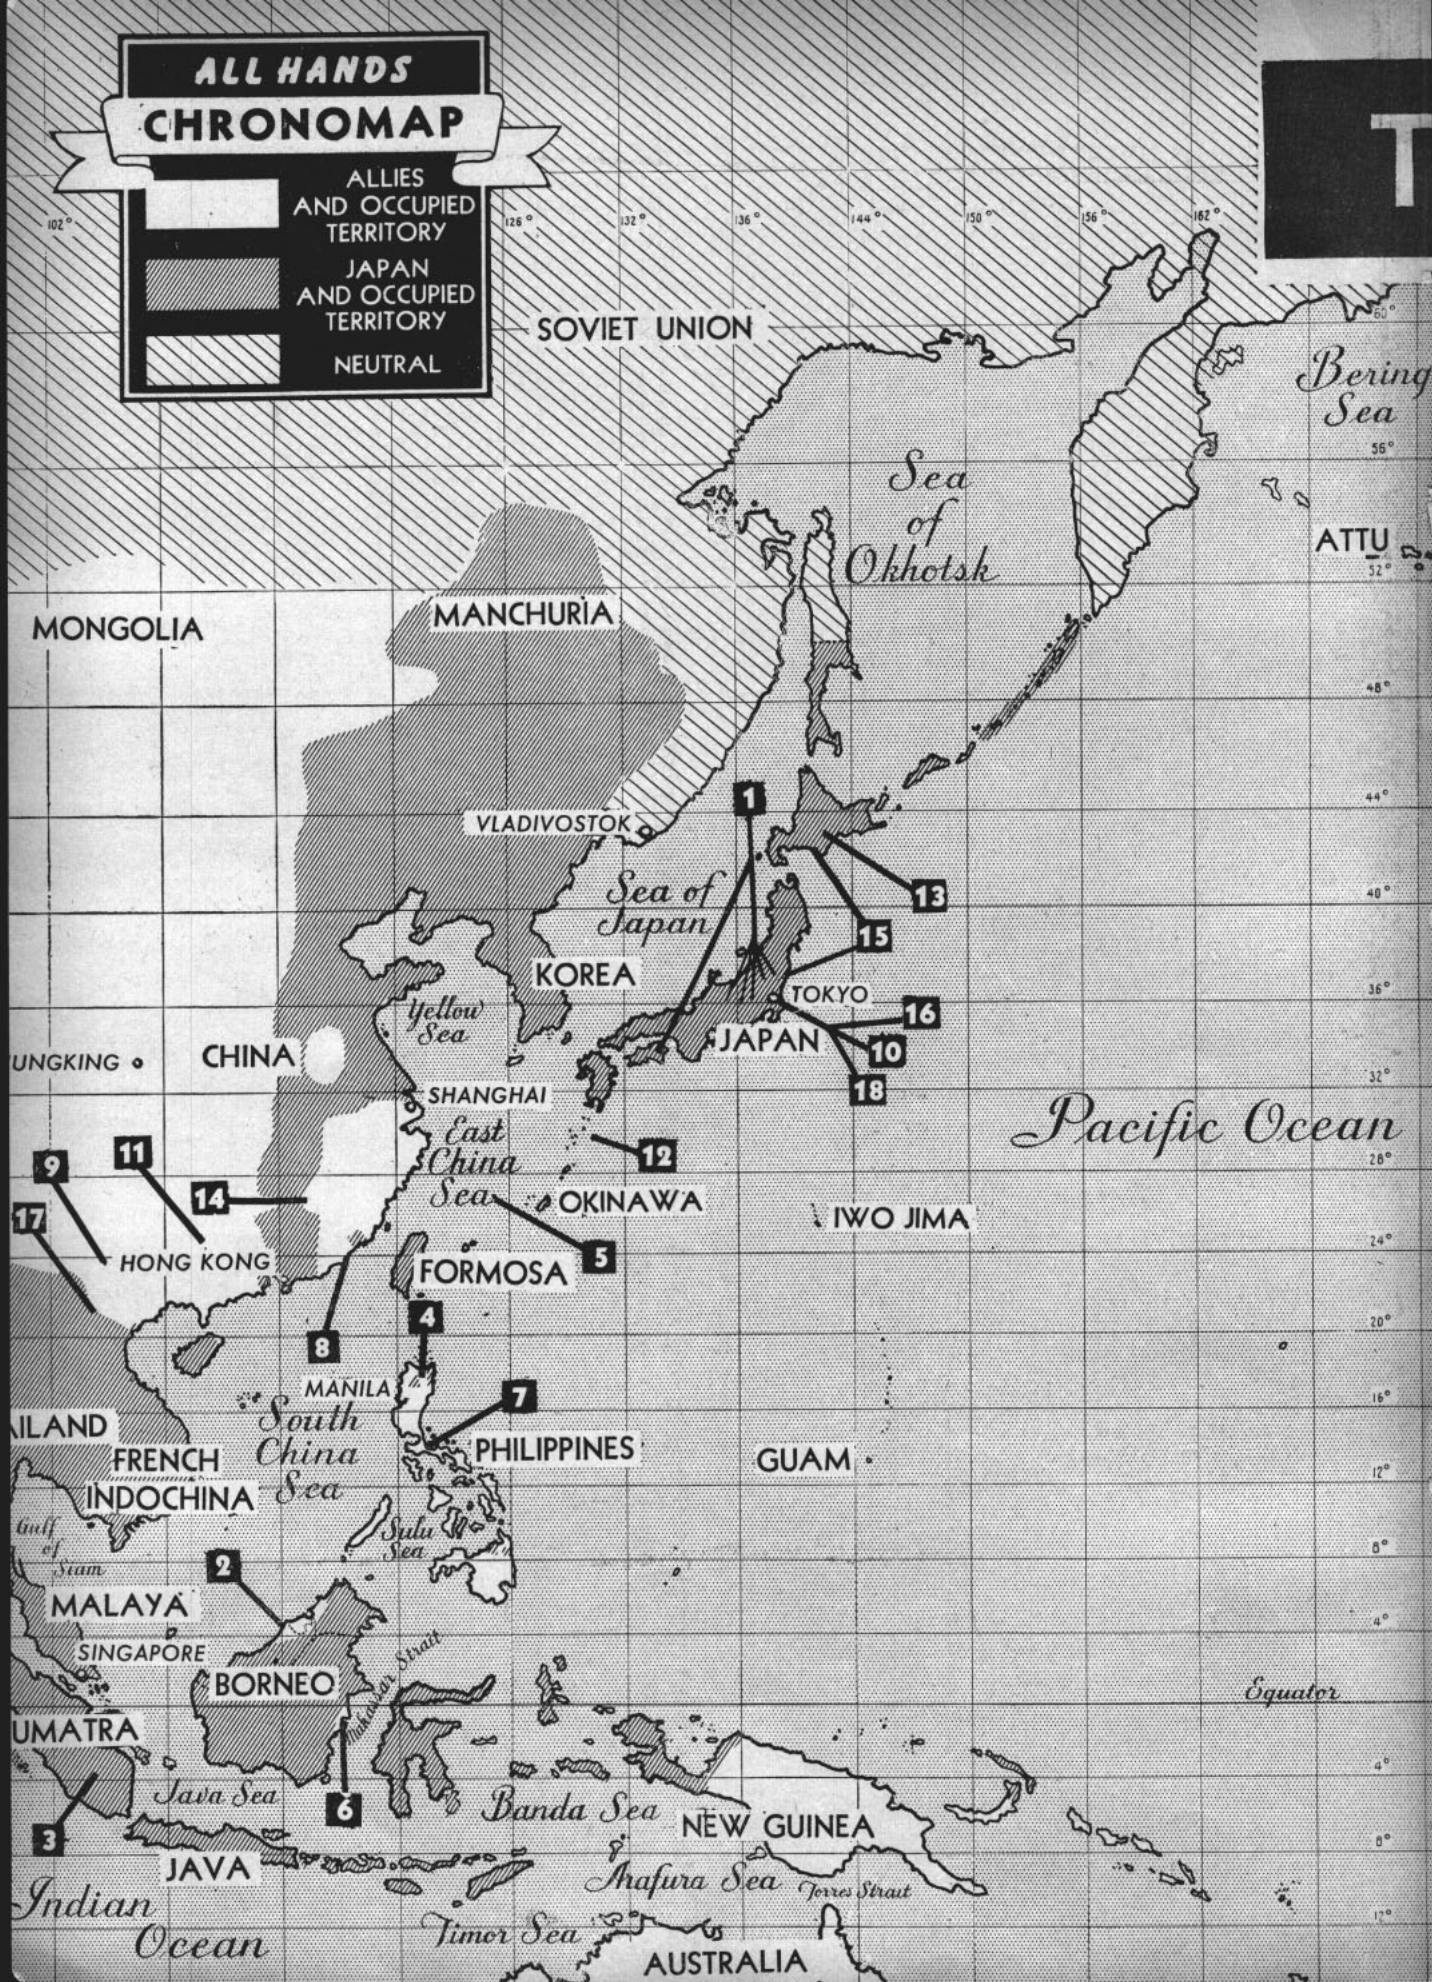 ALL HANDS
CHRONOMAP
ALLIES
AND OCCUPIED
TERRITORY
JAPAN
AND OCCUPIED
TERRITORY
NEUTRAL
T
102°
126°
132°
136°
144°
150°
156°
162°
60°
SOVIET UNION
Bering
Sea
56°
Sea
of
Okhotsk
ATTU
52°
MONGOLIA
MANCHURIA
48°
1
44°
VLADIVOSTOK
13
40°
Sea of
Japan
15
KOREA
TOKYO
36°
Yellow
Sea
16
JAPAN
10
UNGKING
CHINA
32°
18
SHANGHAI
Pacific Ocean
East
China
Sea
28°
12
11
9
14
OKINAWA
IWO JIMA
17
24°
5
HONG KONG
FORMOSA
4
20°
8
MANILA
7
16°
South
China
Sea
AILAND
FRENCH
INDOCHINA
PHILIPPINES
GUAM
12°
Gulf
of
Siam
Sulu
Sea
8°
2
MALAYA
4°
SINGAPORE
Makassar Strait
BORNEO
Equator
UMATRA
4°
Java Sea
6
Banda Sea
NEW GUINEA
3
8°
JAVA
Arafura Sea
Torres Strait
Indian
Ocean
12°
Timor Sea
AUSTRALIA